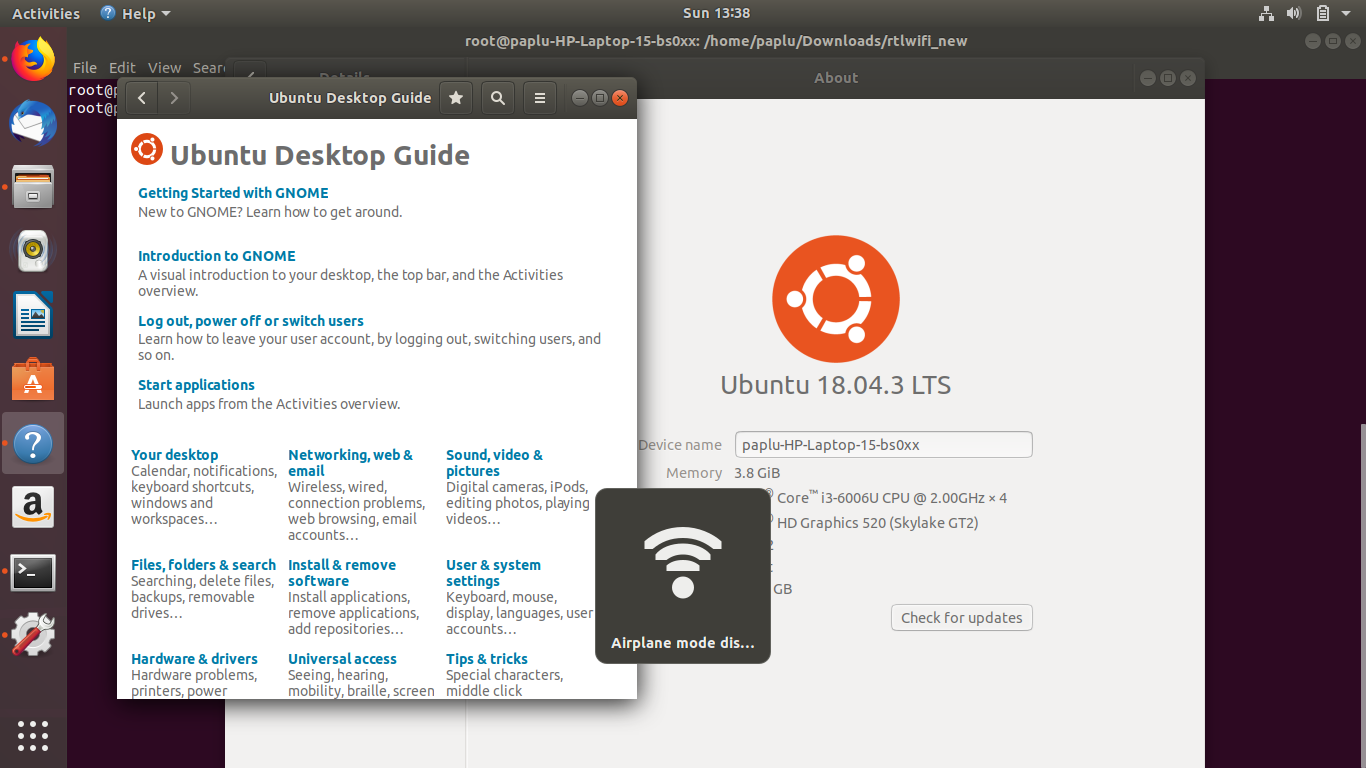 Activities
Help
Sun 13:38
root@paplu-HP-Laptop-15-bs0xx: /home/paplu/Downloads/rtlwifi_new
File Edit View
root@
root@
About
Ubuntu Desktop Guide
Ubuntu Desktop Guide
Getting Started with GNOME
New to GNOME? Learn how to get around.
Introduction to GNOME
A visual introduction to your desktop, the top bar, and the Activities
overview.
Log out, power off or switch users
Learn how to leave your user account, by logging out, switching users, and
so on.
Start applications
Launch apps from the Activities overview.
Your desktop
Calendar, notifications,
keyboard shortcuts,
windows and
workspaces…
Networking, web &
email
Wireless, wired,
connection problems,
web browsing, email
accounts…
Sound, video &
pictures
Digital cameras, iPods,
editing photos, playing
videos…
Files, folders & search
Searching, delete files,
backups, removable
drives…
Install & remove
software
Install applications,
remove applications,
add repositories…
User & system
settings
Keyboard, mouse,
display, languages, user
accounts…
Hardware & drivers
Hardware problems,
printers, power
Universal access
Seeing, hearing,
mobility, braille, screen
Tips & tricks
Special characters,
middle click
Ubuntu 18.04.3 LTS
Device name paplu-HP-Laptop-15-bs0xx
Memory 3.8 GiB
® Core™ i3-6006U CPU @ 2.00GHz × 4
HD Graphics 520 (Skylake GT2)
GB
Check for updates
Airplane mode dis…